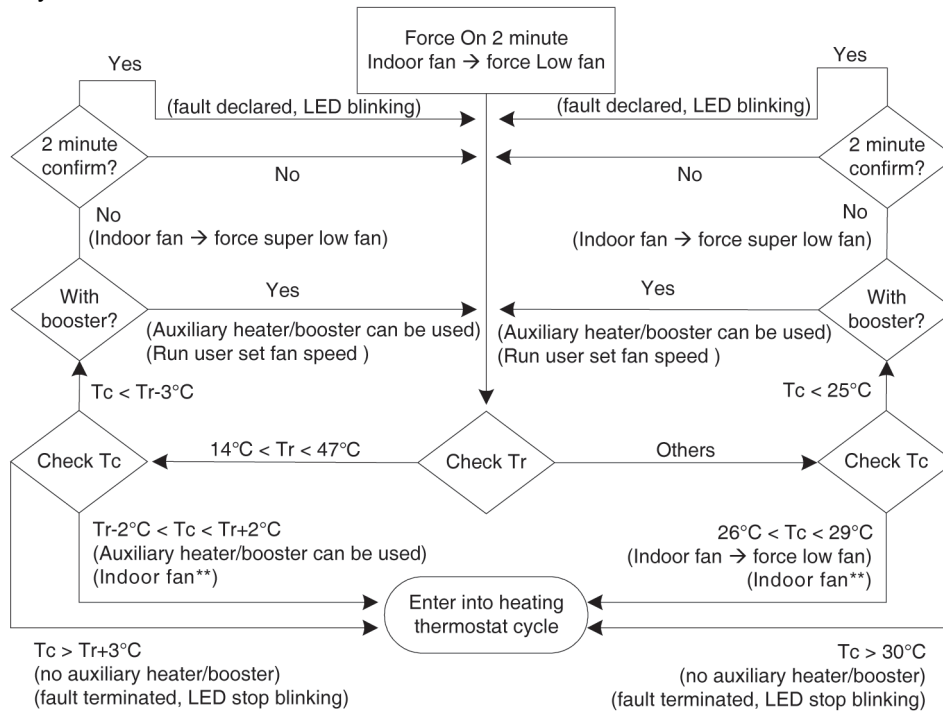 Force On 2 minute
Indoor fan → force Low fan
Yes
(fault declared, LED blinking)
2 minute
confirm?
No
No
(Indoor fan → force super low fan)
With
booster?
Yes
(Auxiliary heater/booster can be used)
(Run user set fan speed )
Tc < Tr-3°C
Check Tc
14°C < Tr < 47°C
Check Tr
Others
Tr-2°C < Tc < Tr+2°C
(Auxiliary heater/booster can be used)
(Indoor fan**)
Tc > Tr+3°C
(no auxiliary heater/booster)
(fault terminated, LED stop blinking)
Enter into heating
thermostat cycle
Yes
(fault declared, LED blinking)
2 minute
confirm?
No
No
(Indoor fan → force super low fan)
With
booster?
Yes
(Auxiliary heater/booster can be used)
(Run user set fan speed )
Tc < 25°C
Check Tc
26°C < Tc < 29°C
(Indoor fan → force low fan)
(Indoor fan**)
Tc > 30°C
(no auxiliary heater/booster)
(fault terminated, LED stop blinking)